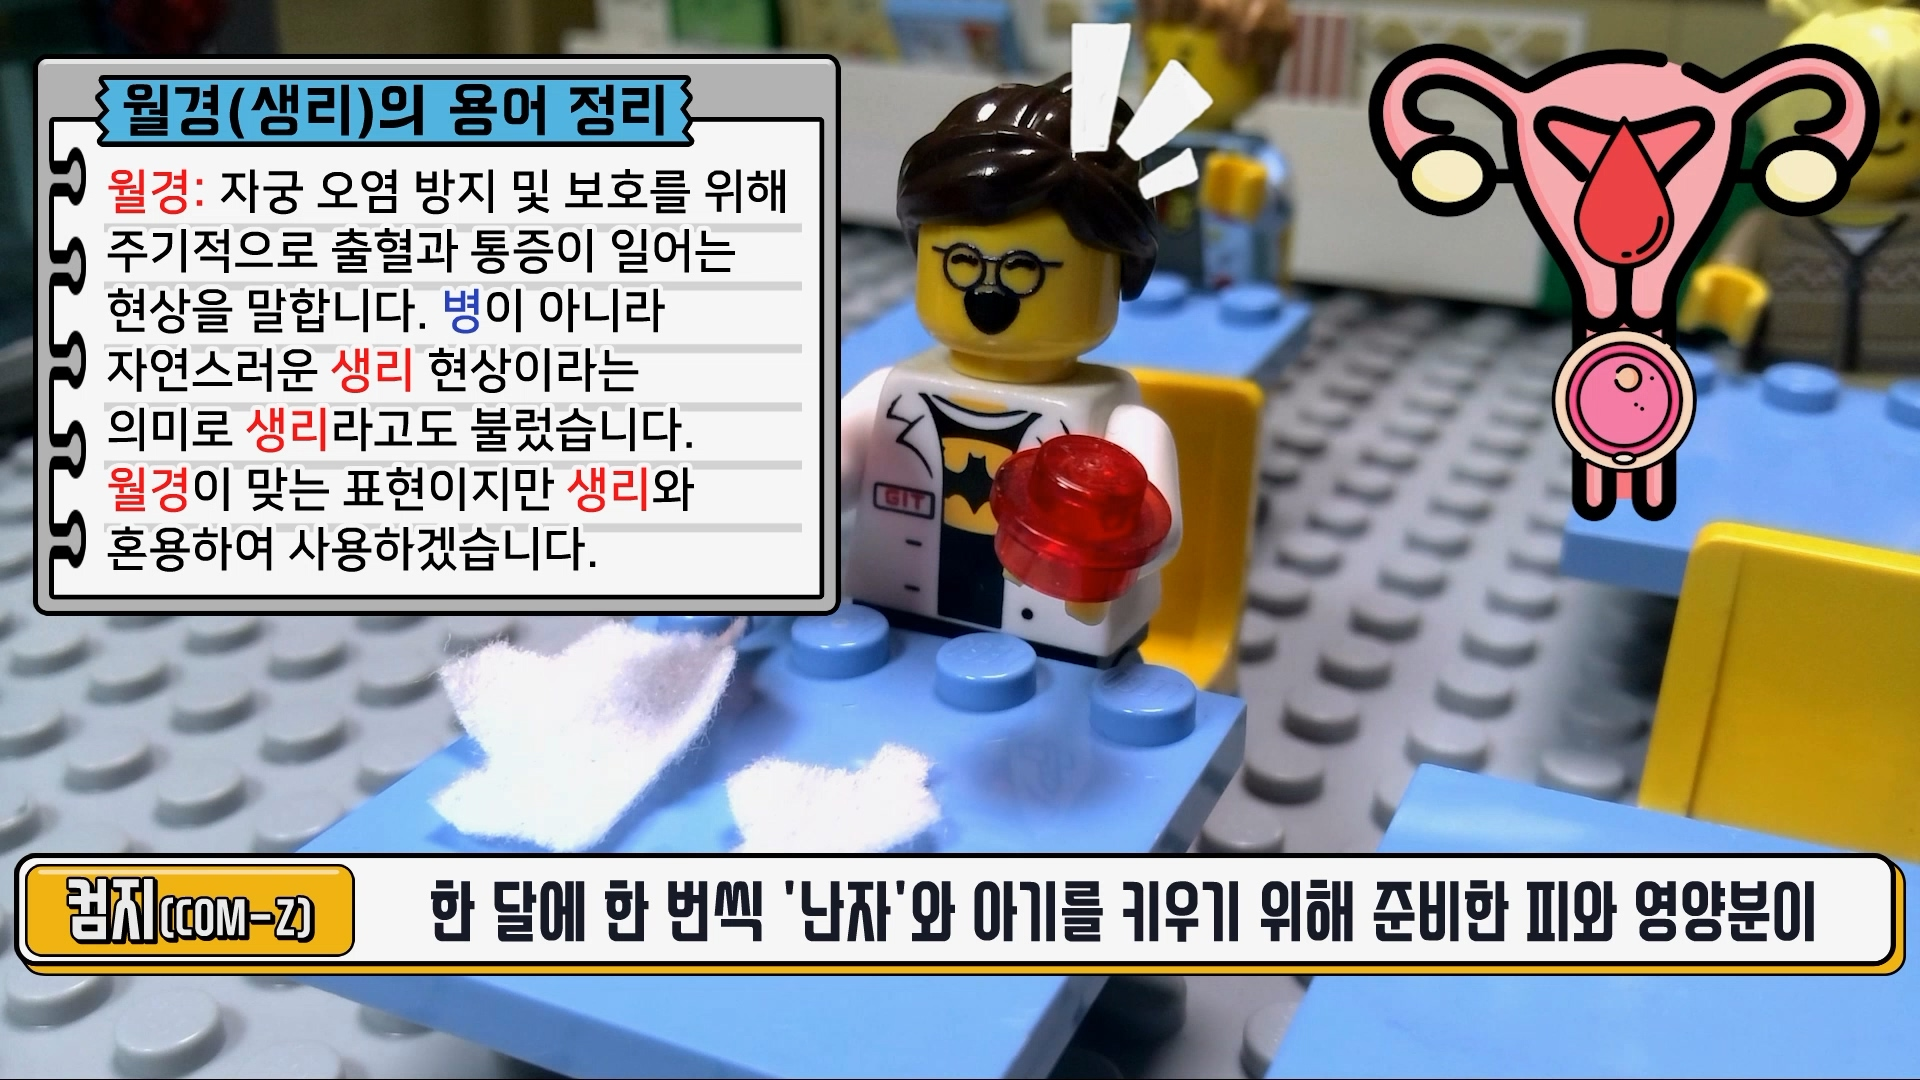 월경(생리)의 용어 정리
월경: 자궁 오염 방지 및 보호를 위해
주기적으로 출혈과 통증이 일어는
현상을 말합니다. 병이 아니라
자연스러운 생리 현상이라는
의미로 생리라고도 불렀습니다.
월경이 맞는 표현이지만 생리와
혼용하여 사용하겠습니다.
GIT
컴지(COM-Z)
한 달에 한 번씩 '난자'와 아기를 키우기 위해 준비한 피와 영양분이